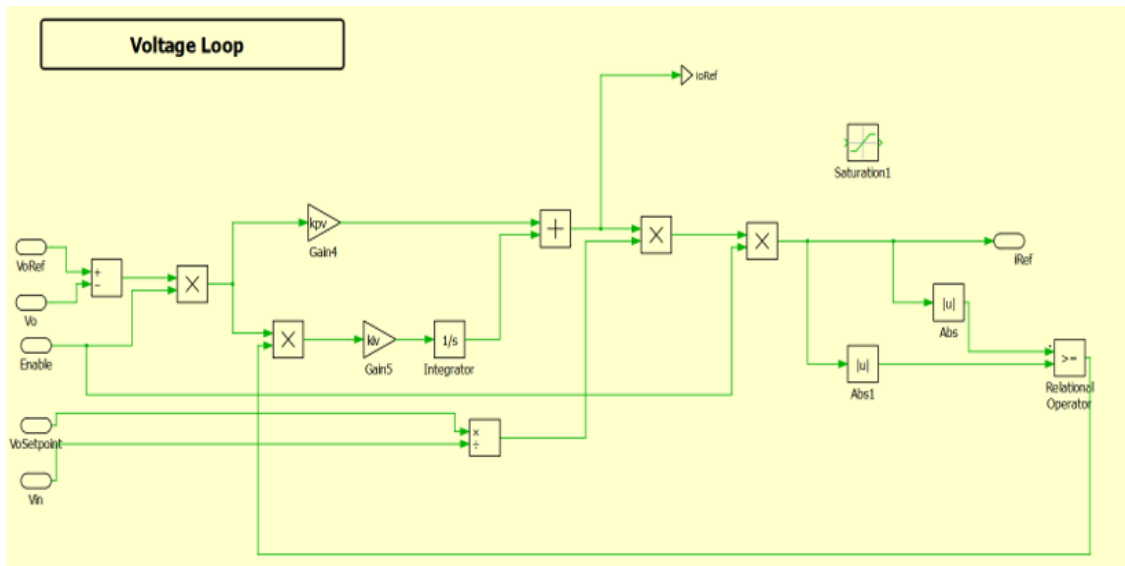 Voltage Loop
ioRef
Saturation1
kpv
Gain4
VoRef
+
−
Vo
Enable
kiv
Gain5
1/s
Integrator
iRef
|u|
Abs
|u|
Abs1
>=
Relational
Operator
VoSetpoint
×
÷
Vin